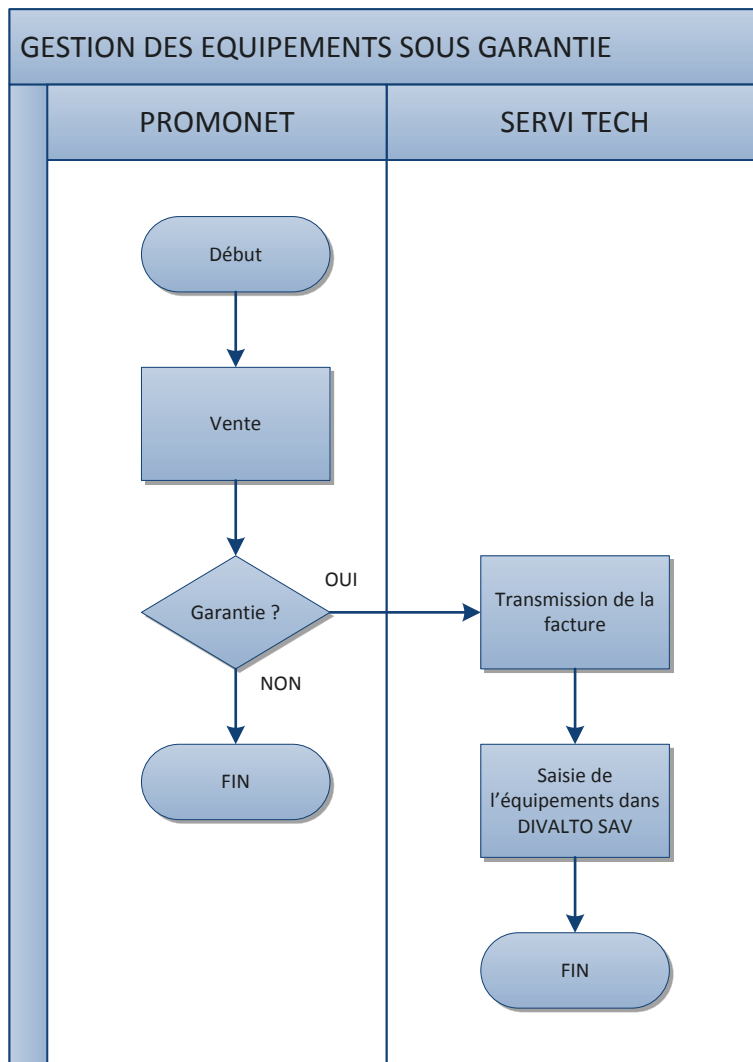 GESTION DES EQUIPEMENTS SOUS GARANTIE
PROMONET
SERVI TECH
Début
Vente
Garantie ?
OUI
NON
FIN
Transmission de la
facture
Saisie de
l'équipements dans
DIVALTO SAV
FIN